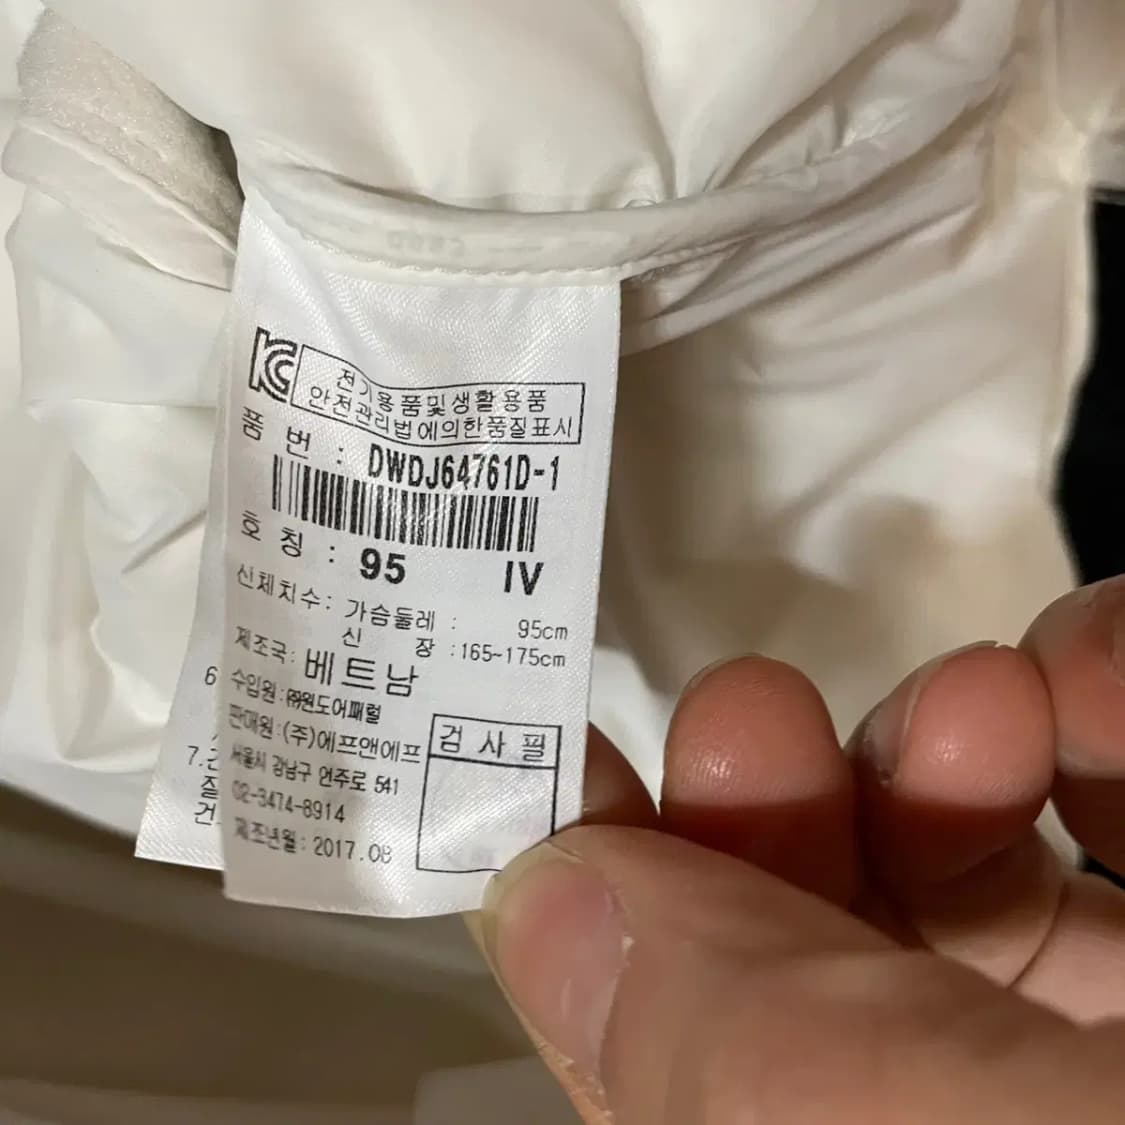 KC 전기용품및생활용품
안전관리법에의한품질표시
품 번 : DWDJ64761D-1
호 칭 : 95 IV
신체치수: 가슴둘레 : 95cm
신 장 :165~175cm
제조국: 베트남
수입원:㈜원도어패럴
판매원:(주)에프앤에프
서울시 강남구 언주로 541
02-3474-8914
제조년월: 2017.08
검 사 필
6
7.
질
건